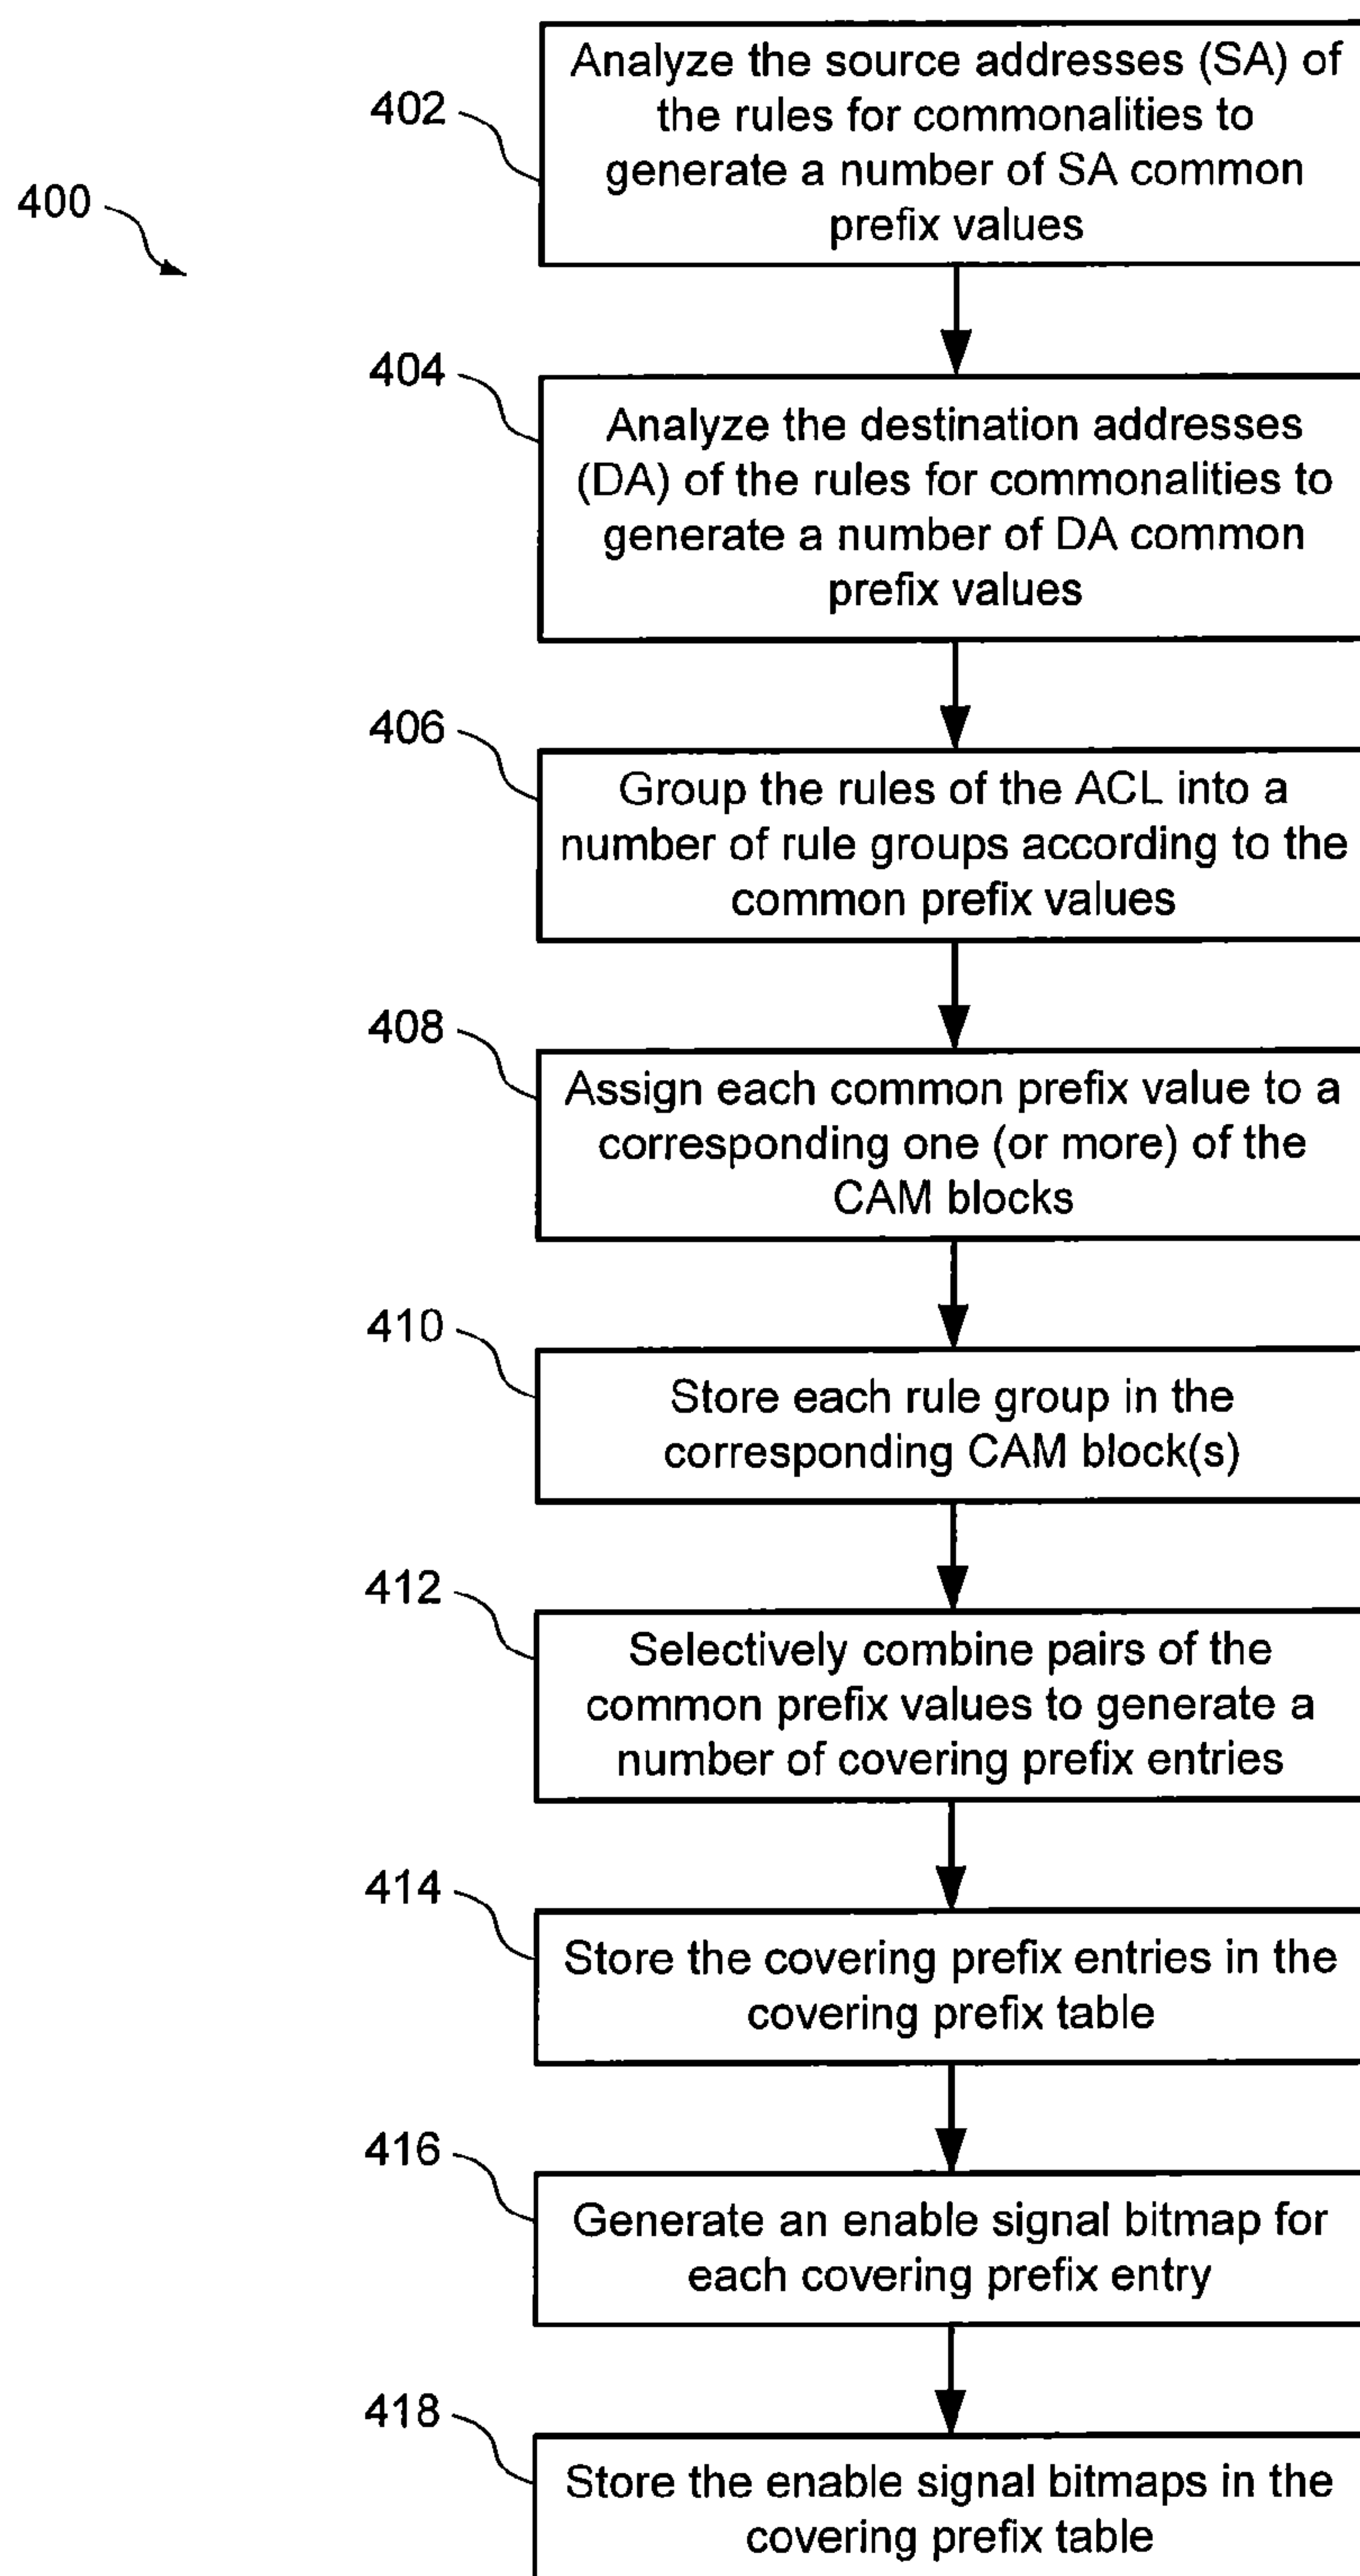 400
402
Analyze the source addresses (SA) of
the rules for commonalities to
generate a number of SA common
prefix values
404
Analyze the destination addresses
(DA) of the rules for commonalities to
generate a number of DA common
prefix values
406
Group the rules of the ACL into a
number of rule groups according to the
common prefix values
408
Assign each common prefix value to a
corresponding one (or more) of the
CAM blocks
410
Store each rule group in the
corresponding CAM block(s)
412
Selectively combine pairs of the
common prefix values to generate a
number of covering prefix entries
414
Store the covering prefix entries in the
covering prefix table
416
Generate an enable signal bitmap for
each covering prefix entry
418
Store the enable signal bitmaps in the
covering prefix table